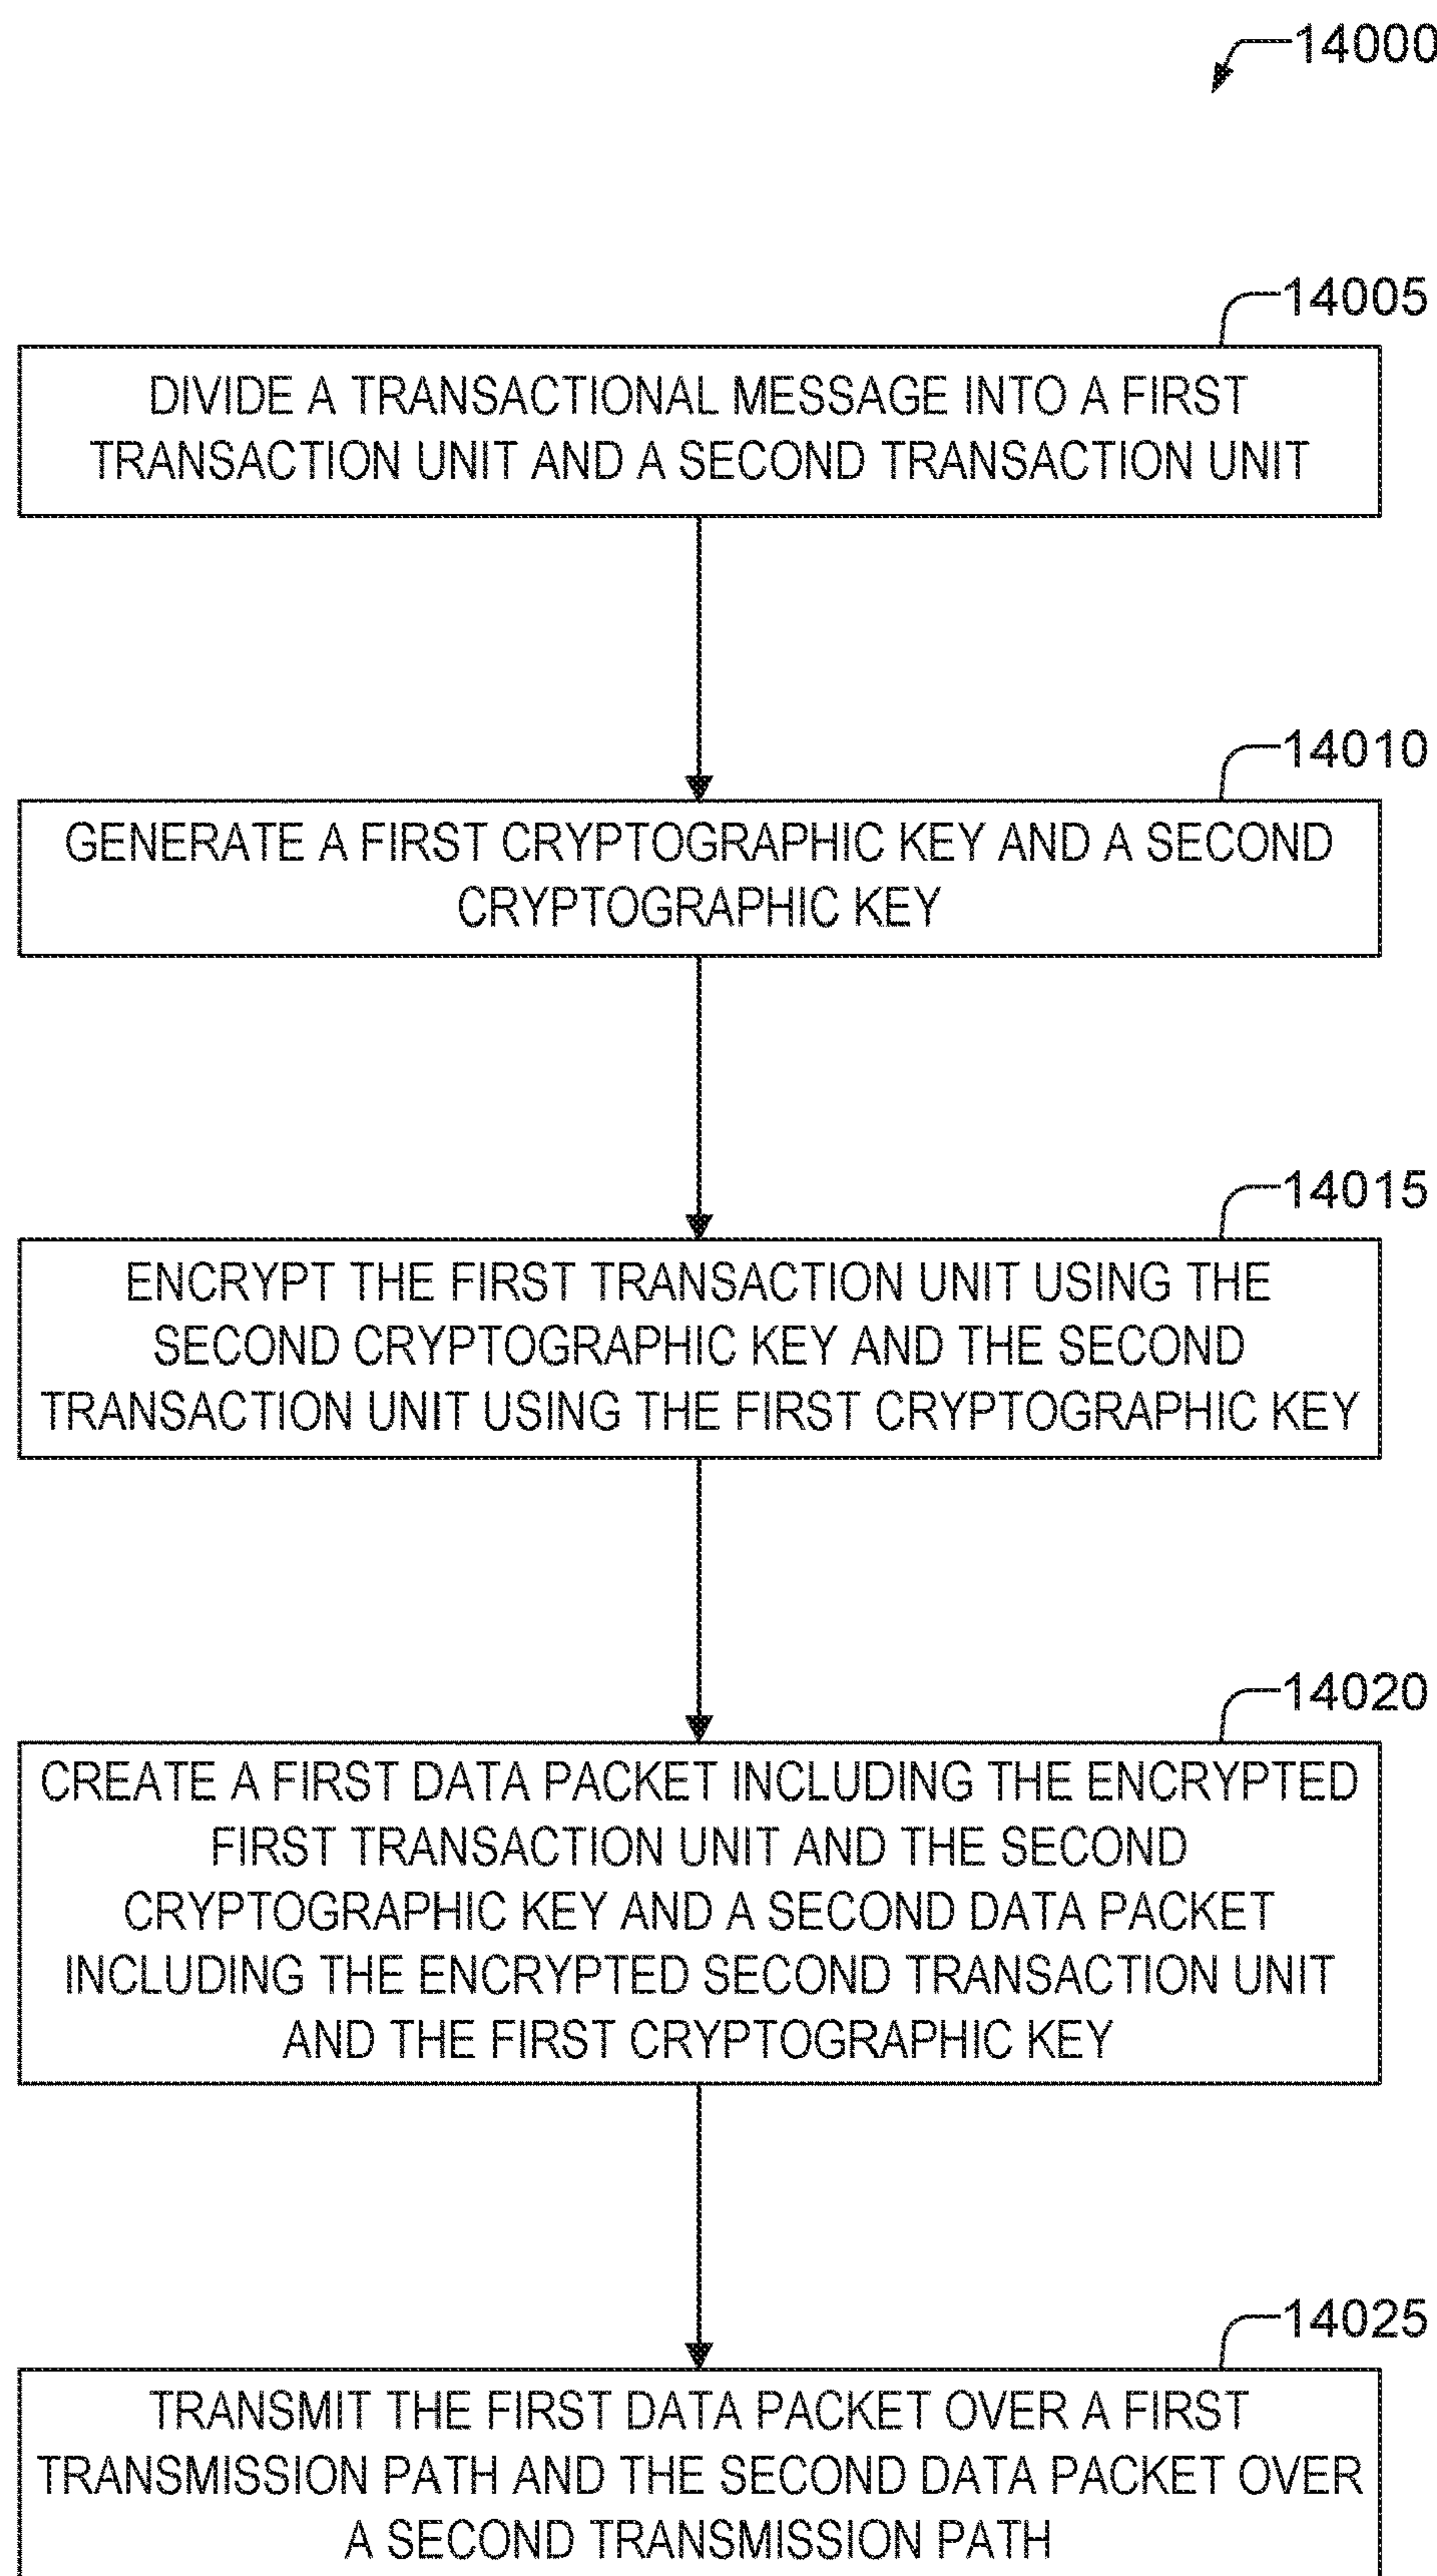 14000
14005
DIVIDE A TRANSACTIONAL MESSAGE INTO A FIRST
TRANSACTION UNIT AND A SECOND TRANSACTION UNIT
14010
GENERATE A FIRST CRYPTOGRAPHIC KEY AND A SECOND
CRYPTOGRAPHIC KEY
14015
ENCRYPT THE FIRST TRANSACTION UNIT USING THE
SECOND CRYPTOGRAPHIC KEY AND THE SECOND
TRANSACTION UNIT USING THE FIRST CRYPTOGRAPHIC KEY
14020
CREATE A FIRST DATA PACKET INCLUDING THE ENCRYPTED
FIRST TRANSACTION UNIT AND THE SECOND
CRYPTOGRAPHIC KEY AND A SECOND DATA PACKET
INCLUDING THE ENCRYPTED SECOND TRANSACTION UNIT
AND THE FIRST CRYPTOGRAPHIC KEY
14025
TRANSMIT THE FIRST DATA PACKET OVER A FIRST
TRANSMISSION PATH AND THE SECOND DATA PACKET OVER
A SECOND TRANSMISSION PATH